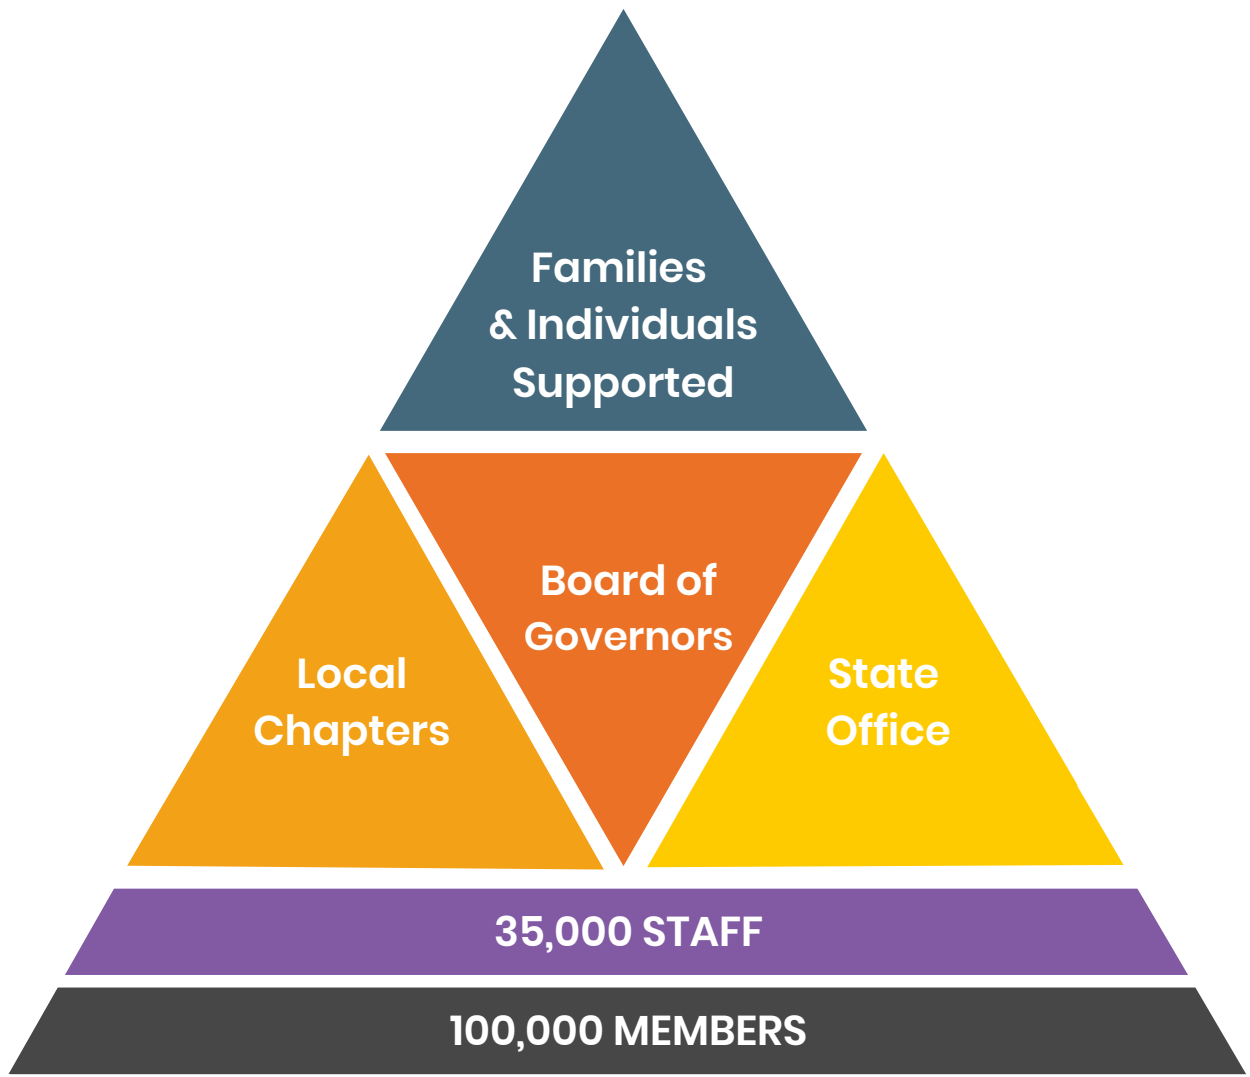 Families
& Individuals
Supported
Board of
Governors
Local
Chapters
State
Office
35,000 STAFF
100,000 MEMBERS